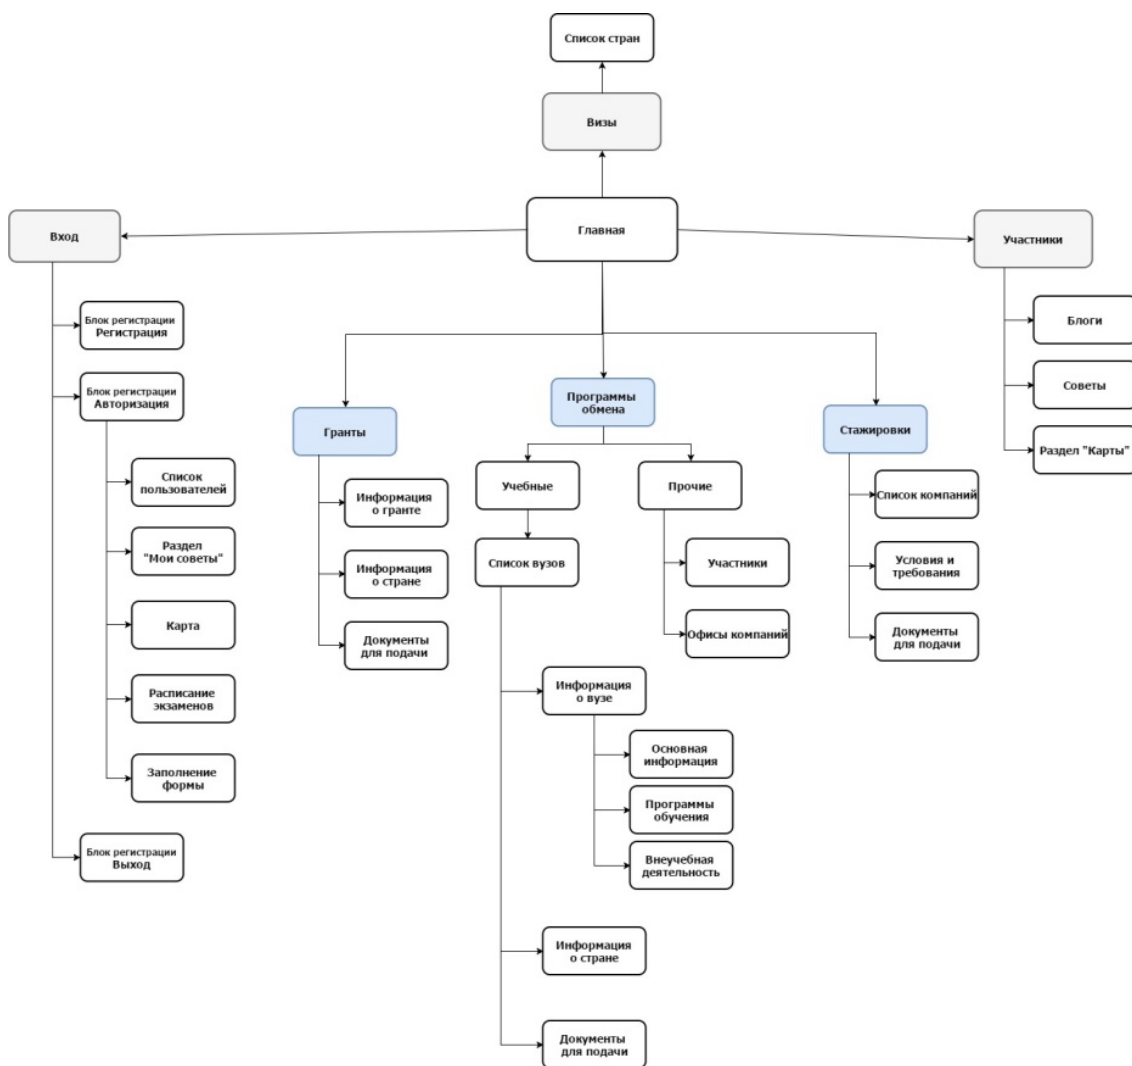 Список стран
Визы
Главная
Вход
Участники
Блок регистрации
Регистрация
Блок регистрации
Авторизация
Список
пользователей
Раздел
"Мои советы"
Карта
Расписание
экзаменов
Заполнение
формы
Блок регистрации
Выход
Гранты
Информация
о гранте
Информация
о стране
Документы
для подачи
Программы
обмена
Учебные
Прочие
Список вузов
Участники
Офисы компаний
Информация
о вузе
Основная
информация
Программы
обучения
Внеучебная
деятельность
Информация
о стране
Документы
для подачи
Стажировки
Список компаний
Условия и
требования
Документы
для подачи
Блоги
Советы
Раздел "Карты"